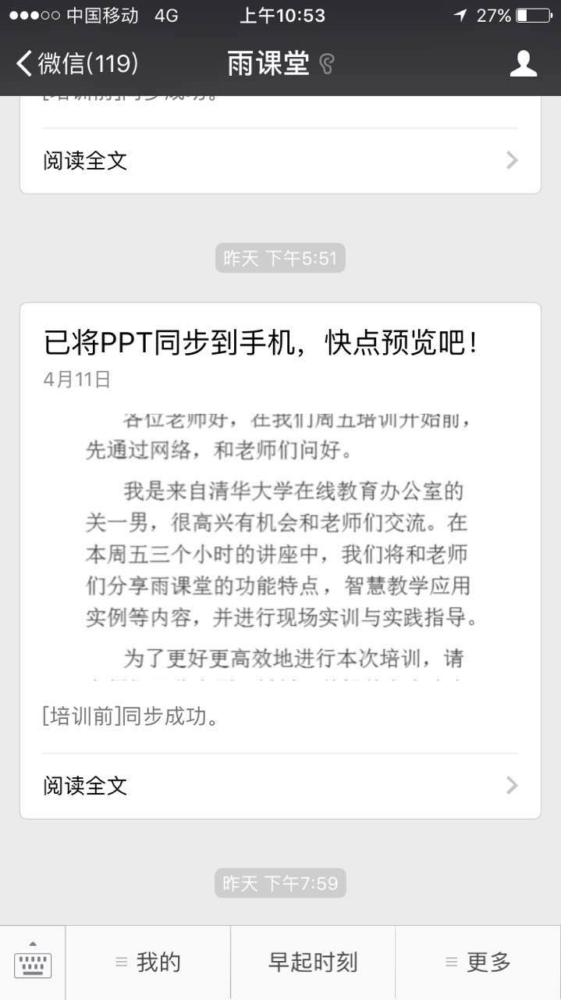 中国移动 4G 上午10:53 27%
微信(119) 雨课堂
[培训前]同步成功。
阅读全文
昨天 下午5:51
已将PPT同步到手机，快点预览吧！
4月11日
各位老师好，在我们周五培训开始前，
先通过网络，和老师们问好。
我是来自清华大学在线教育办公室的
关一男，很高兴有机会和老师们交流。在
本周五三个小时的讲座中，我们将和老师
们分享雨课堂的功能特点，智慧教学应用
实例等内容，并进行现场实训与实践指导。
为了更好更高效地进行本次培训，请
[培训前]同步成功。
阅读全文
昨天 下午7:59
我的 早起时刻 更多